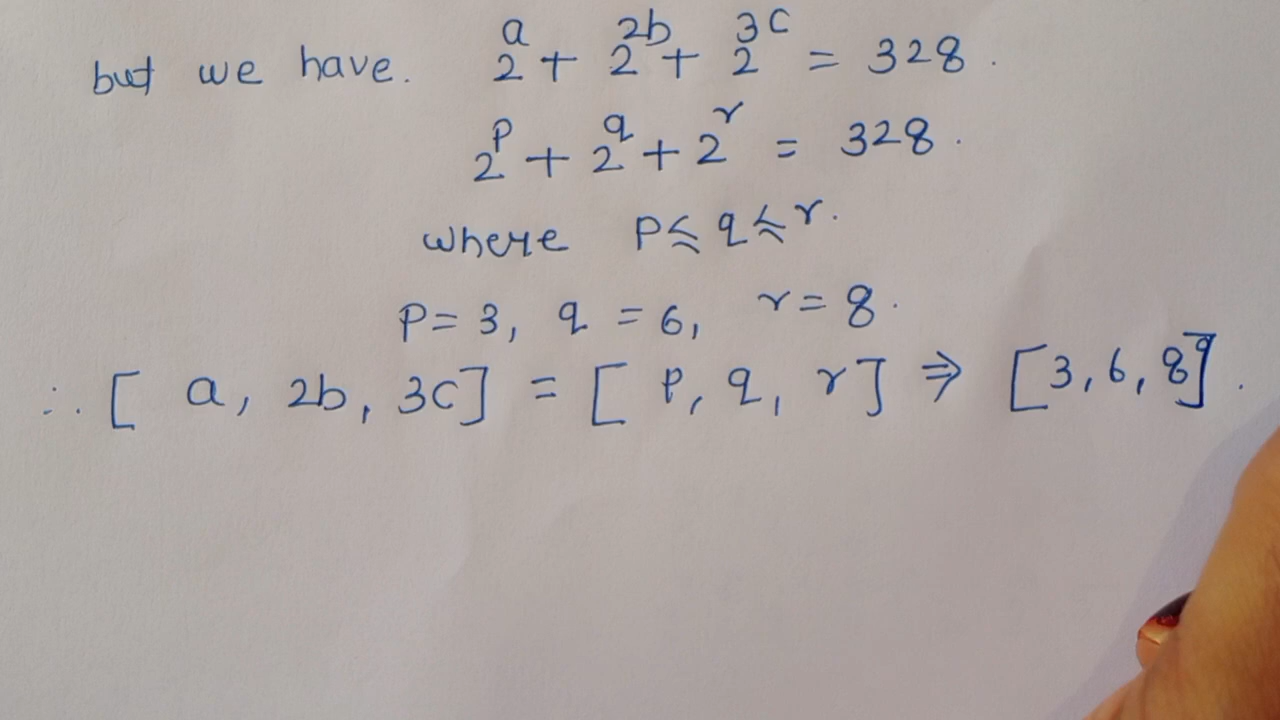 but we have. 2^a + 2^2b + 2^3c = 328.
2^p + 2^q + 2^r = 328.
where p ≤ q ≤ r.
p = 3, q = 6, r = 8.
∴ [a, 2b, 3c] = [p, q, r] ⇒ [3, 6, 8].